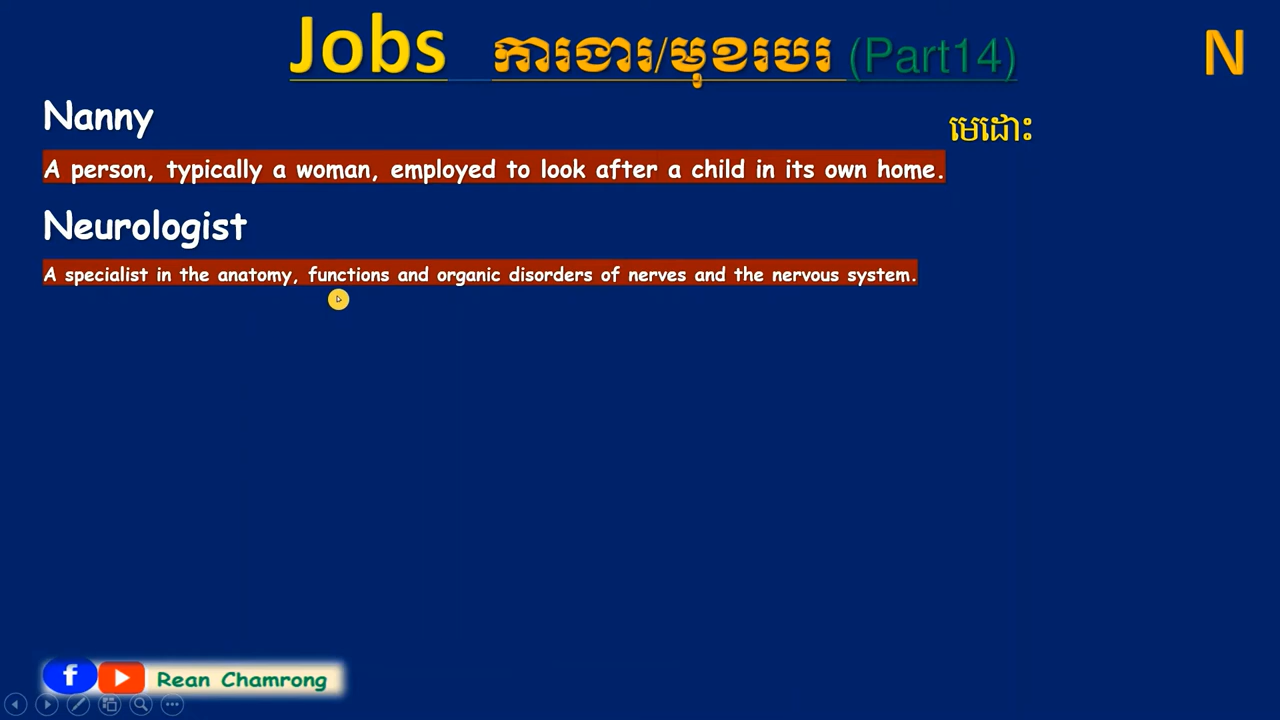 Jobs ការងារ/មុខរបរ (Part14) N
Nanny
មេដោះ
A person, typically a woman, employed to look after a child in its own home.
Neurologist
A specialist in the anatomy, functions and organic disorders of nerves and the nervous system.
f Rean Chamrong